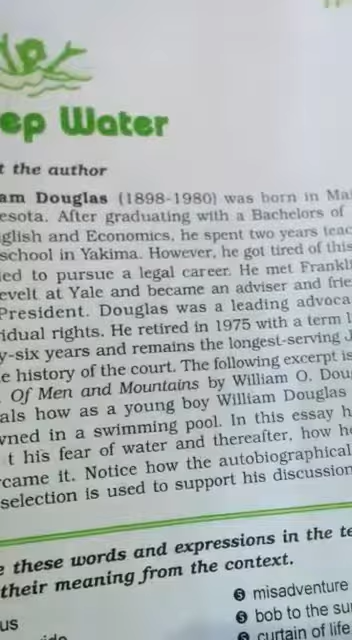 ep Water
t the author
am Douglas (1898-1980) was born in Mai
esota. After graduating with a Bachelors of
glish and Economics, he spent two years teac
school in Yakima. However, he got tired of this
ed to pursue a legal career. He met Frankli
evelt at Yale and became an adviser and frie
President. Douglas was a leading advoca
idual rights. He retired in 1975 with a term l
y-six years and remains the longest-serving J
e history of the court. The following excerpt is
Of Men and Mountains by William O. Doug
als how as a young boy William Douglas
wned in a swimming pool. In this essay h
t his fear of water and thereafter, how he
rcame it. Notice how the autobiographical
selection is used to support his discussion
e these words and expressions in the te
their meaning from the context.
us
misadventure
bob to the sur
curtain of life